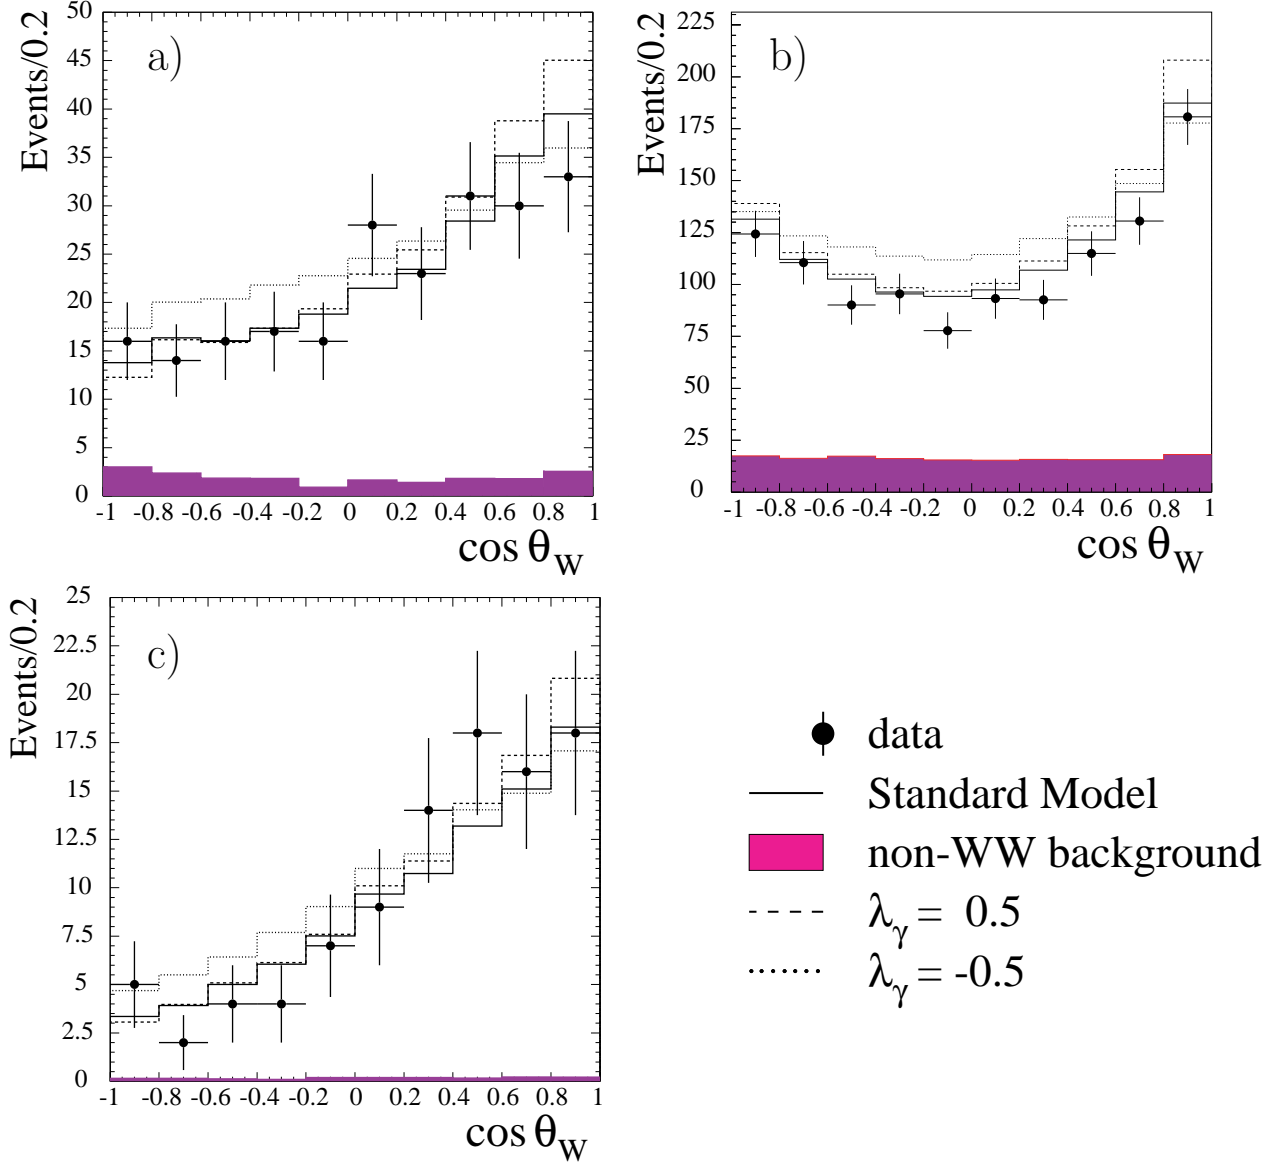 a)
Events/0.2
50
45
40
35
30
25
20
15
10
5
0
-1 -0.8 -0.6 -0.4 -0.2 0 0.2 0.4 0.6 0.8 1
cos θW
b)
Events/0.2
225
200
175
150
125
100
75
50
25
0
-1 -0.8 -0.6 -0.4 -0.2 0 0.2 0.4 0.6 0.8 1
cos θW
c)
Events/0.2
25
22.5
20
17.5
15
12.5
10
7.5
5
2.5
0
-1 -0.8 -0.6 -0.4 -0.2 0 0.2 0.4 0.6 0.8 1
cos θW
data
Standard Model
non-WW background
λγ = 0.5
λγ = -0.5